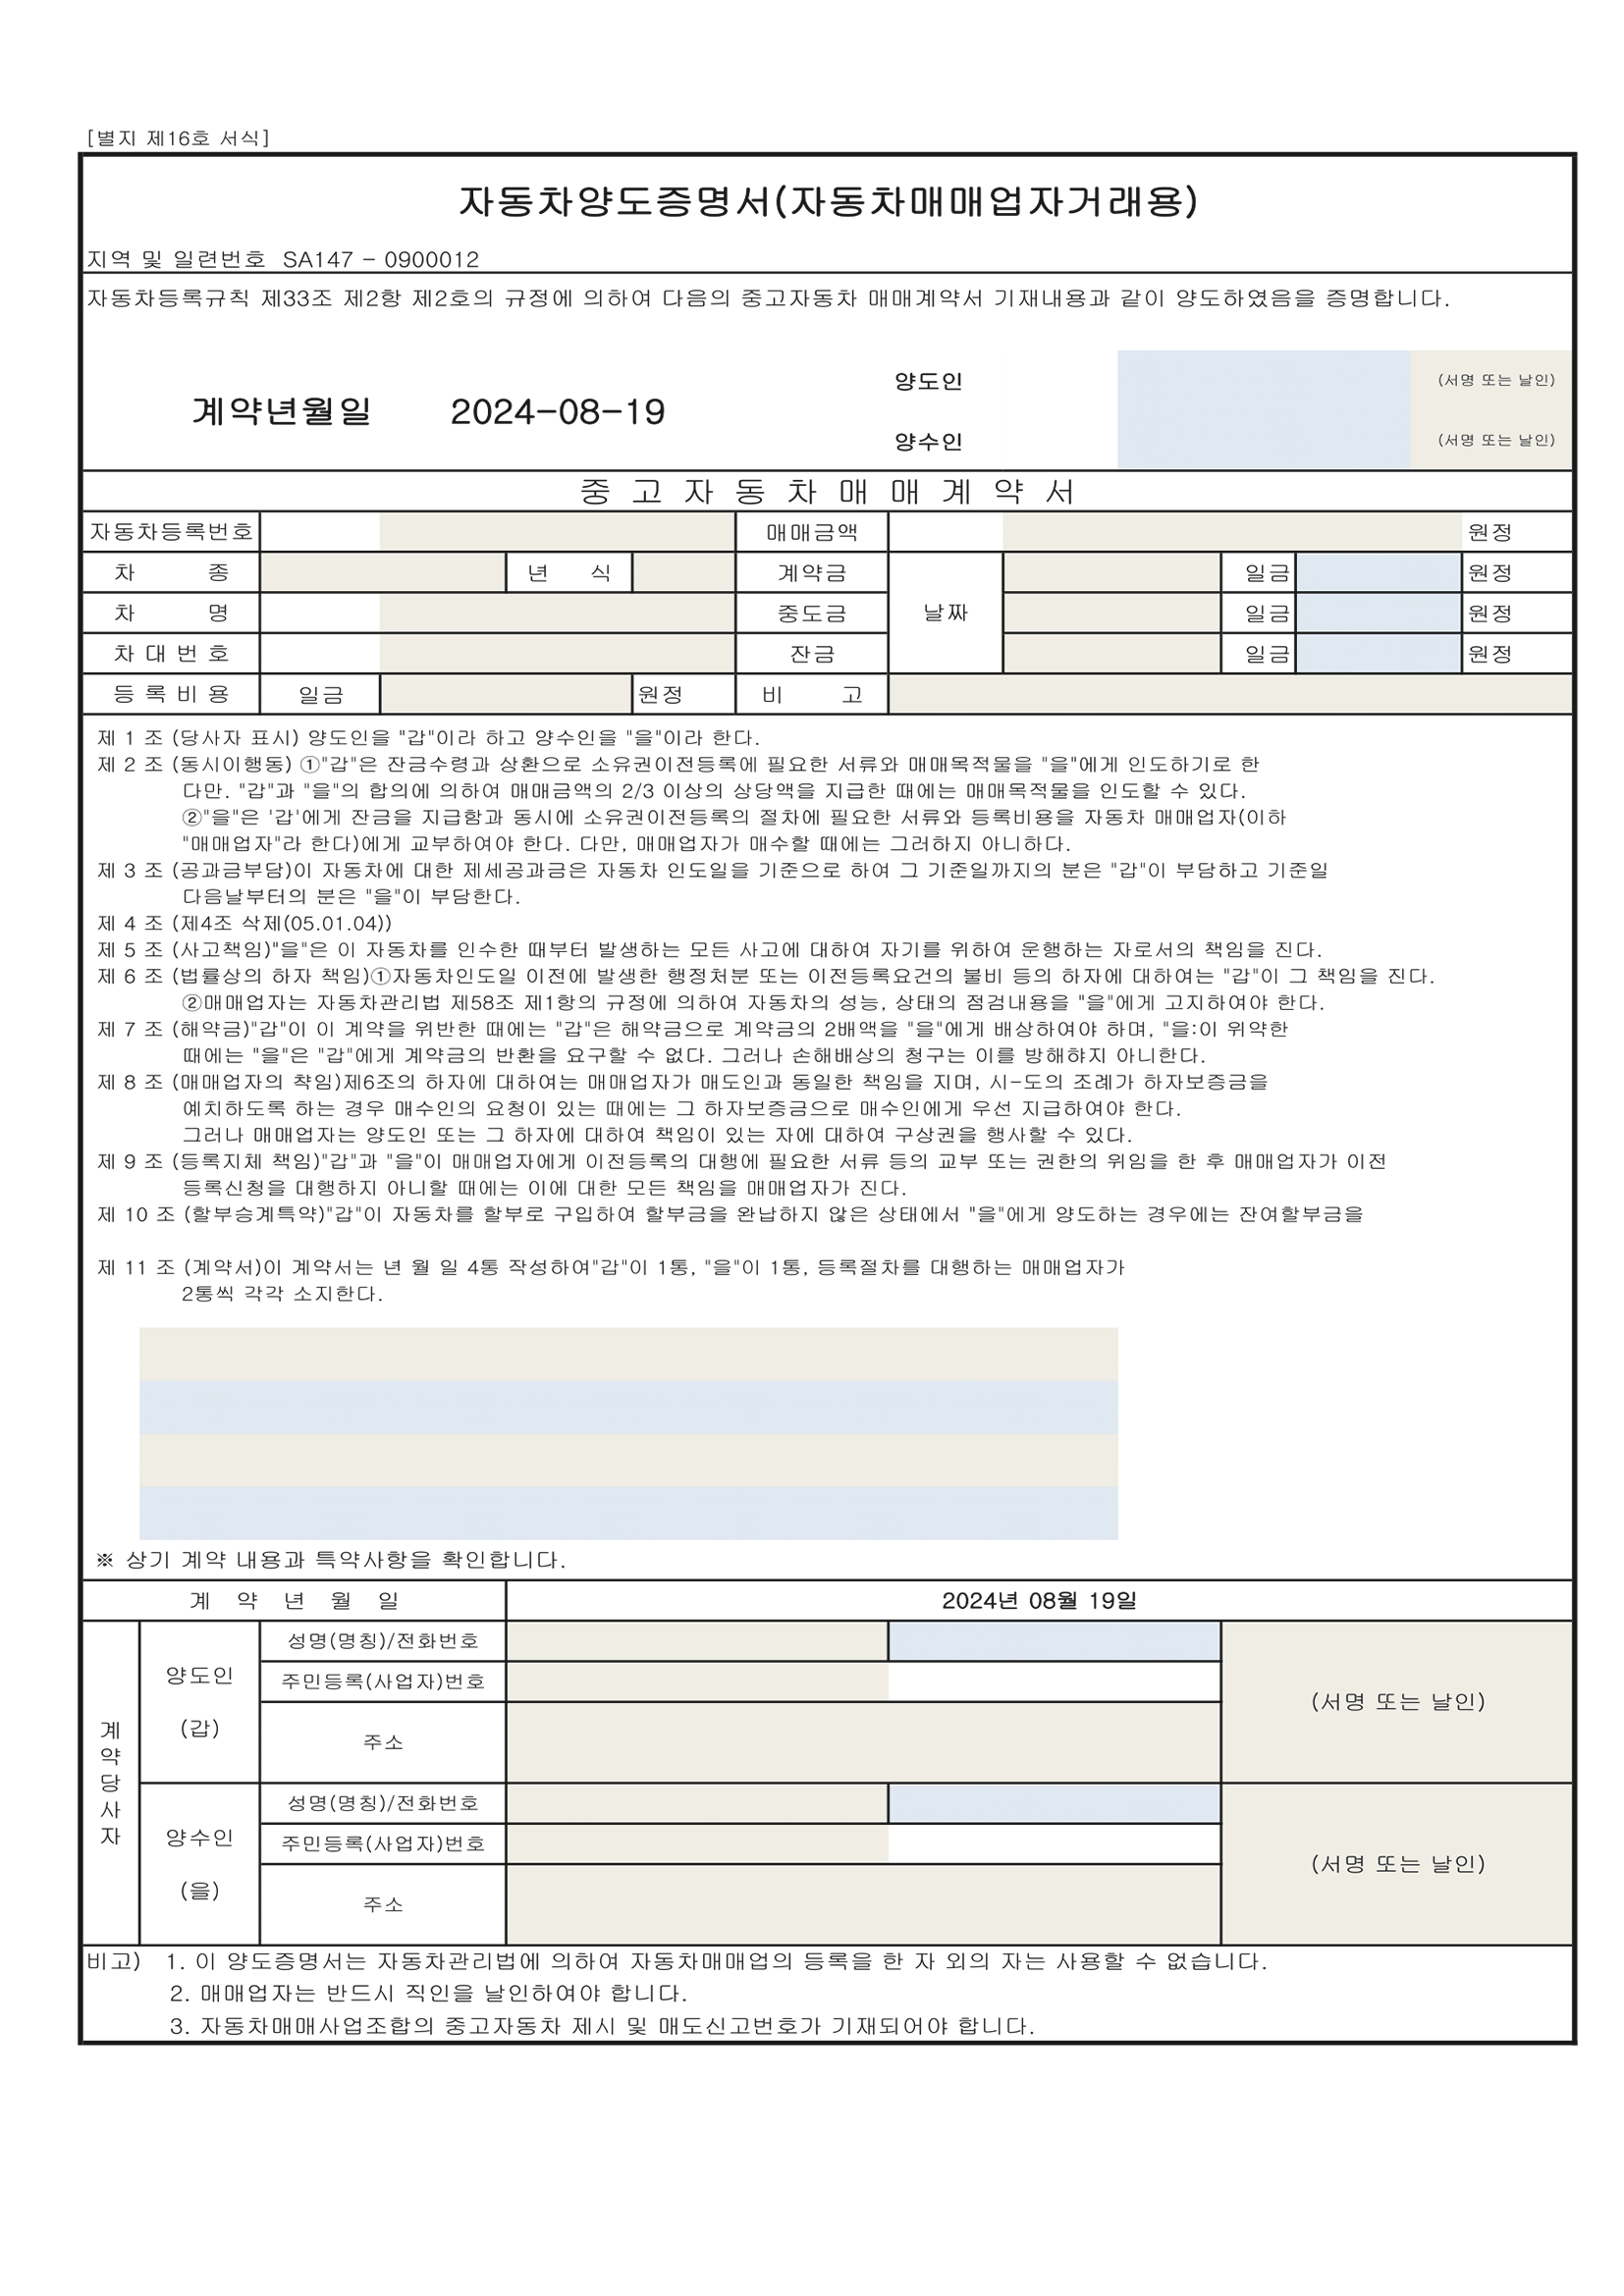 [별지 제16호 서식]
자동차양도증명서(자동차매매업자거래용)
지역 및 일련번호 SA147 - 0900012
자동차등록규칙 제33조 제2항 제2호의 규정에 의하여 다음의 중고자동차 매매계약서 기재내용과 같이 양도하였음을 증명합니다.
양도인 (서명 또는 날인)
계약년월일 2024-08-19
양수인 (서명 또는 날인)
중 고 자 동 차 매 매 계 약 서
자동차등록번호 매매금액 원정
차 종 년 식 계약금 일금 원정
차 명 중도금 날짜 일금 원정
차 대 번 호 잔금 일금 원정
등 록 비 용 일금 원정 비 고
제 1 조 (당사자 표시) 양도인을 "갑"이라 하고 양수인을 "을"이라 한다.
제 2 조 (동시이행동) ①"갑"은 잔금수령과 상환으로 소유권이전등록에 필요한 서류와 매매목적물을 "을"에게 인도하기로 한
다만. "갑"과 "을"의 합의에 의하여 매매금액의 2/3 이상의 상당액을 지급한 때에는 매매목적물을 인도할 수 있다.
②"을"은 '갑'에게 잔금을 지급함과 동시에 소유권이전등록의 절차에 필요한 서류와 등록비용을 자동차 매매업자(이하
"매매업자"라 한다)에게 교부하여야 한다. 다만, 매매업자가 매수할 때에는 그러하지 아니하다.
제 3 조 (공과금부담)이 자동차에 대한 제세공과금은 자동차 인도일을 기준으로 하여 그 기준일까지의 분은 "갑"이 부담하고 기준일
다음날부터의 분은 "을"이 부담한다.
제 4 조 (제4조 삭제(05.01.04))
제 5 조 (사고책임)"을"은 이 자동차를 인수한 때부터 발생하는 모든 사고에 대하여 자기를 위하여 운행하는 자로서의 책임을 진다.
제 6 조 (법률상의 하자 책임)①자동차인도일 이전에 발생한 행정처분 또는 이전등록요건의 불비 등의 하자에 대하여는 "갑"이 그 책임을 진다.
②매매업자는 자동차관리법 제58조 제1항의 규정에 의하여 자동차의 성능, 상태의 점검내용을 "을"에게 고지하여야 한다.
제 7 조 (해약금)"갑"이 이 계약을 위반한 때에는 "갑"은 해약금으로 계약금의 2배액을 "을"에게 배상하여야 하며, "을:이 위약한
때에는 "을"은 "갑"에게 계약금의 반환을 요구할 수 없다. 그러나 손해배상의 청구는 이를 방해햐지 아니한다.
제 8 조 (매매업자의 챡임)제6조의 하자에 대하여는 매매업자가 매도인과 동일한 책임을 지며, 시-도의 조례가 하자보증금을
예치하도록 하는 경우 매수인의 요청이 있는 때에는 그 하자보증금으로 매수인에게 우선 지급하여야 한다.
그러나 매매업자는 양도인 또는 그 하자에 대하여 책임이 있는 자에 대하여 구상권을 행사할 수 있다.
제 9 조 (등록지체 책임)"갑"과 "을"이 매매업자에게 이전등록의 대행에 필요한 서류 등의 교부 또는 권한의 위임을 한 후 매매업자가 이전
등록신청을 대행하지 아니할 때에는 이에 대한 모든 책임을 매매업자가 진다.
제 10 조 (할부승계특약)"갑"이 자동차를 할부로 구입하여 할부금을 완납하지 않은 상태에서 "을"에게 양도하는 경우에는 잔여할부금을
제 11 조 (계약서)이 계약서는 년 월 일 4통 작성하여"갑"이 1통, "을"이 1통, 등록절차를 대행하는 매매업자가
2통씩 각각 소지한다.
※ 상기 계약 내용과 특약사항을 확인합니다.
계 약 년 월 일 2024년 08월 19일
계약당사자
양도인
(갑)
성명(명칭)/전화번호
주민등록(사업자)번호
주소
(서명 또는 날인)
양수인
(을)
성명(명칭)/전화번호
주민등록(사업자)번호
주소
(서명 또는 날인)
비고) 1. 이 양도증명서는 자동차관리법에 의하여 자동차매매업의 등록을 한 자 외의 자는 사용할 수 없습니다.
2. 매매업자는 반드시 직인을 날인하여야 합니다.
3. 자동차매매사업조합의 중고자동차 제시 및 매도신고번호가 기재되어야 합니다.